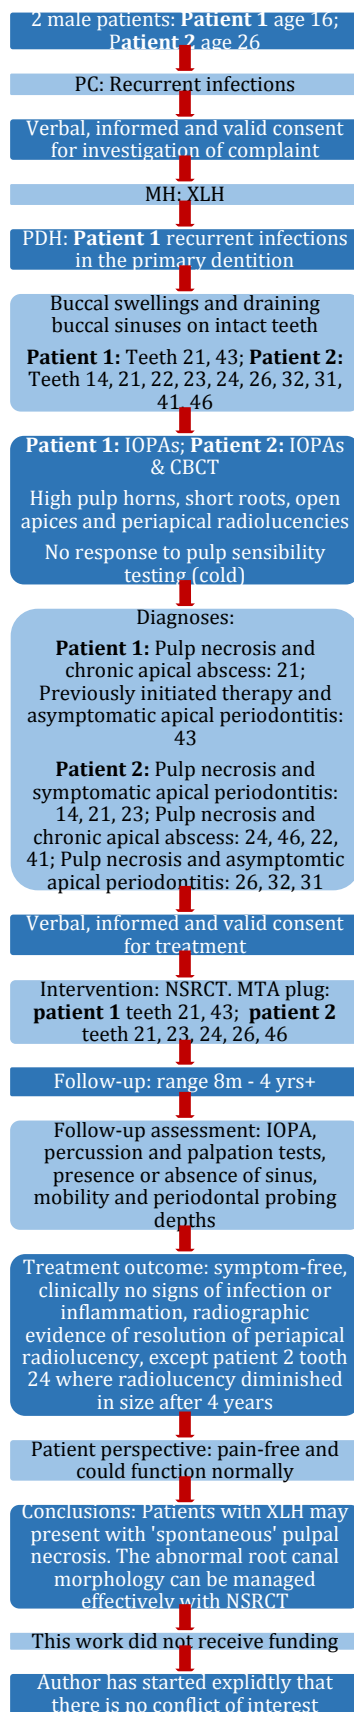 2 male patients: Patient 1 age 16;
Patient 2 age 26
PC: Recurrent infections
Verbal, informed and valid consent
for investigation of complaint
MH: XLH
PDH: Patient 1 recurrent infections
in the primary dentition
Buccal swellings and draining
buccal sinuses on intact teeth
Patient 1: Teeth 21, 43; Patient 2:
Teeth 14, 21, 22, 23, 24, 26, 32, 31,
41, 46
Patient 1: IOPAs; Patient 2: IOPAs
& CBCT
High pulp horns, short roots, open
apices and periapical radiolucencies
No response to pulp sensibility
testing (cold)
Diagnoses:
Patient 1: Pulp necrosis and
chronic apical abscess: 21;
Previously initiated therapy and
asymptomatic apical periodontitis:
43
Patient 2: Pulp necrosis and
symptomatic apical periodontitis:
14, 21, 23; Pulp necrosis and
chronic apical abscess: 24, 46, 22,
41; Pulp necrosis and asymptomtic
apical periodontitis: 26, 32, 31
Verbal, informed and valid consent
for treatment
Intervention: NSRCT. MTA plug:
patient 1 teeth 21, 43; patient 2
teeth 21, 23, 24, 26, 46
Follow-up: range 8m - 4 yrs+
Follow-up assessment: IOPA,
percussion and palpation tests,
presence or absence of sinus,
mobility and periodontal probing
depths
Treatment outcome: symptom-free,
clinically no signs of infection or
inflammation, radiographic
evidence of resolution of periapical
radiolucency, except patient 2 tooth
24 where radiolucency diminished
in size after 4 years
Patient perspective: pain-free and
could function normally
Conclusions: Patients with XLH may
present with 'spontaneous' pulpal
necrosis. The abnormal root canal
morphology can be managed
effectively with NSRCT
This work did not receive funding
Author has started explidtly that
there is no conflict of interest